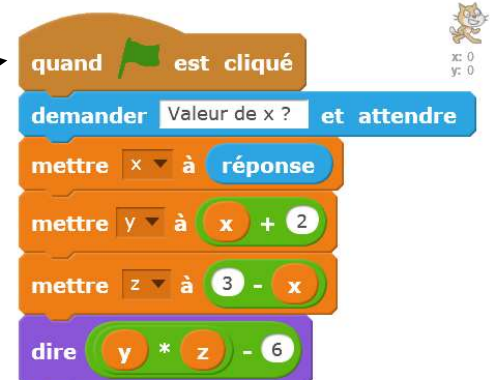 quand est cliqué
x: 0
y: 0
demander Valeur de x ? et attendre
mettre x à réponse
mettre y à x + 2
mettre z à 3 - x
dire y * z - 6